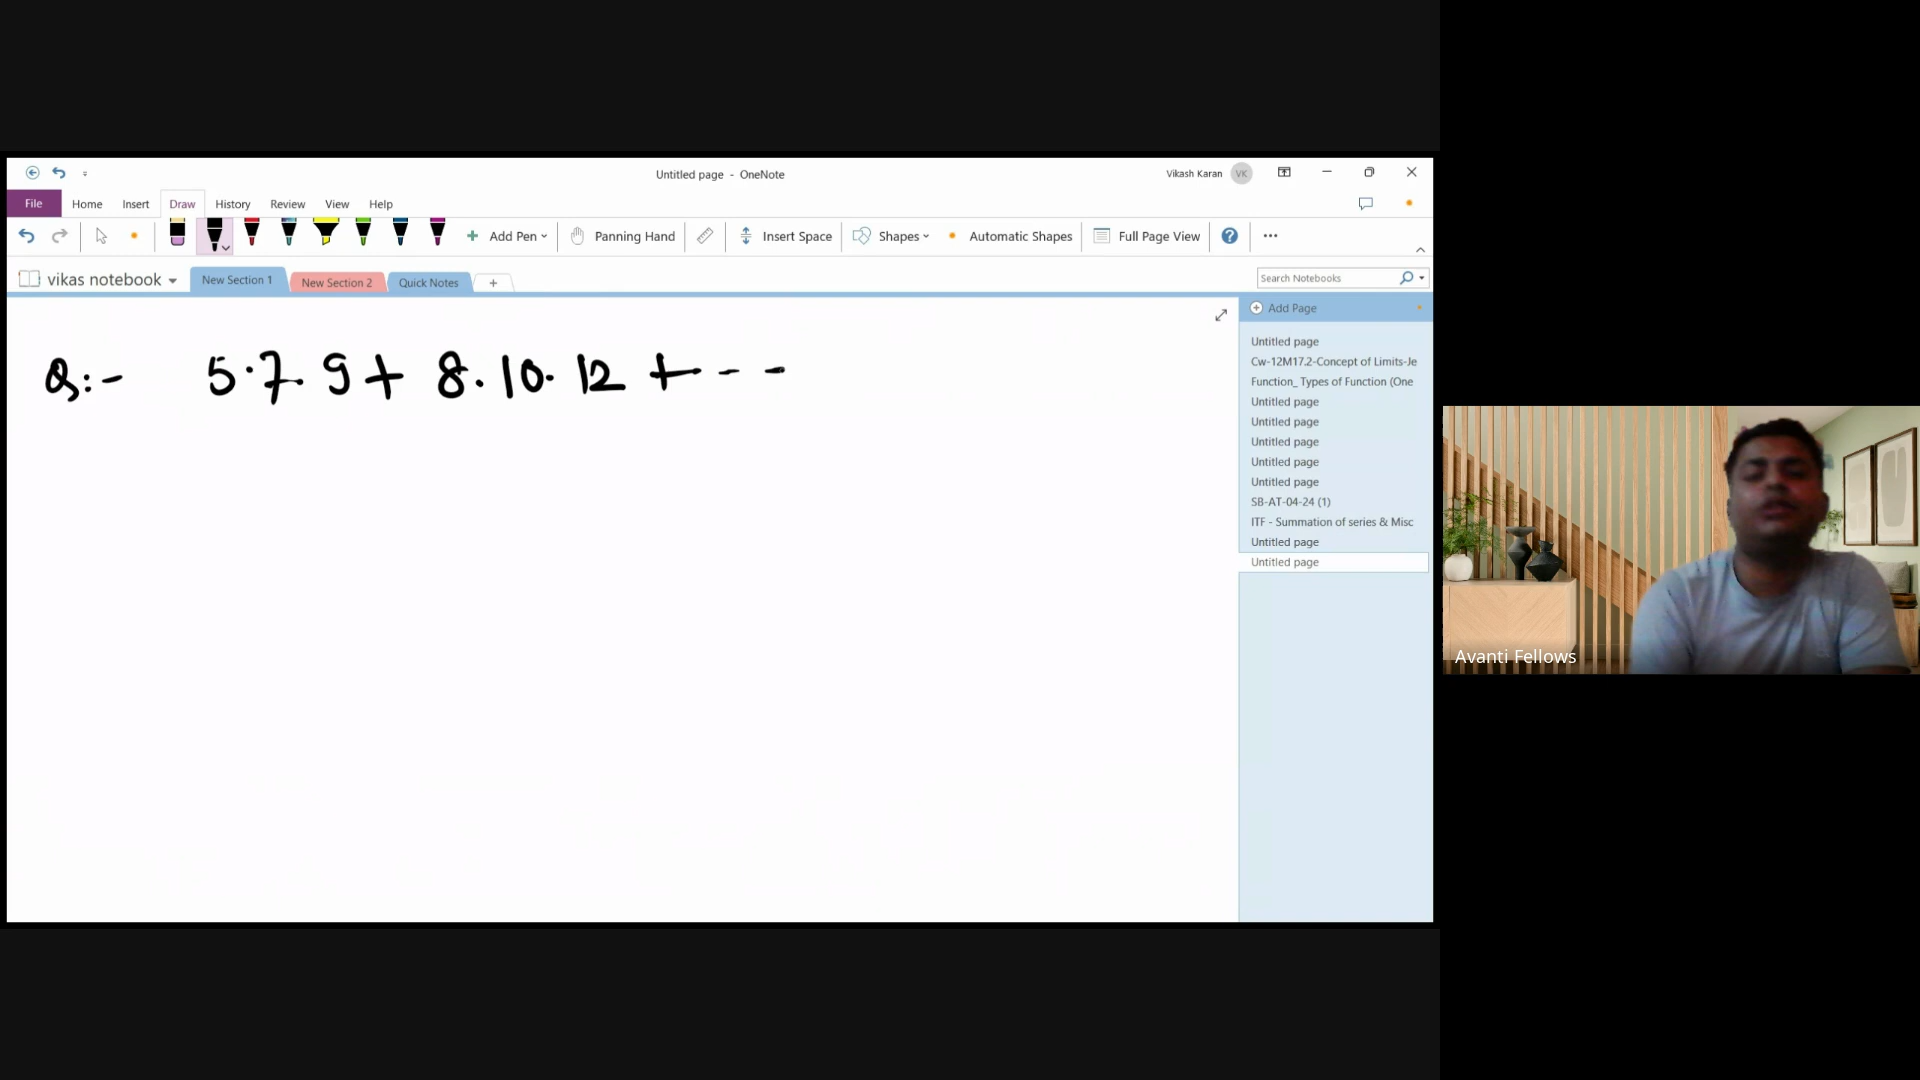 Untitled page - OneNote
Vikash Karan VK
File Home Insert Draw History Review View Help
+ Add Pen Panning Hand Insert Space Shapes Automatic Shapes Full Page View ? ...
vikas notebook New Section 1 New Section 2 Quick Notes + Search Notebooks
Add Page
Q:- 5·7·9 + 8·10·12 + - - -
Untitled page
Cw-12M17.2-Concept of Limits-Je
Function_ Types of Function (One
Untitled page
Untitled page
Untitled page
Untitled page
Untitled page
SB-AT-04-24 (1)
ITF - Summation of series & Misc
Untitled page
Untitled page
Avanti Fellows